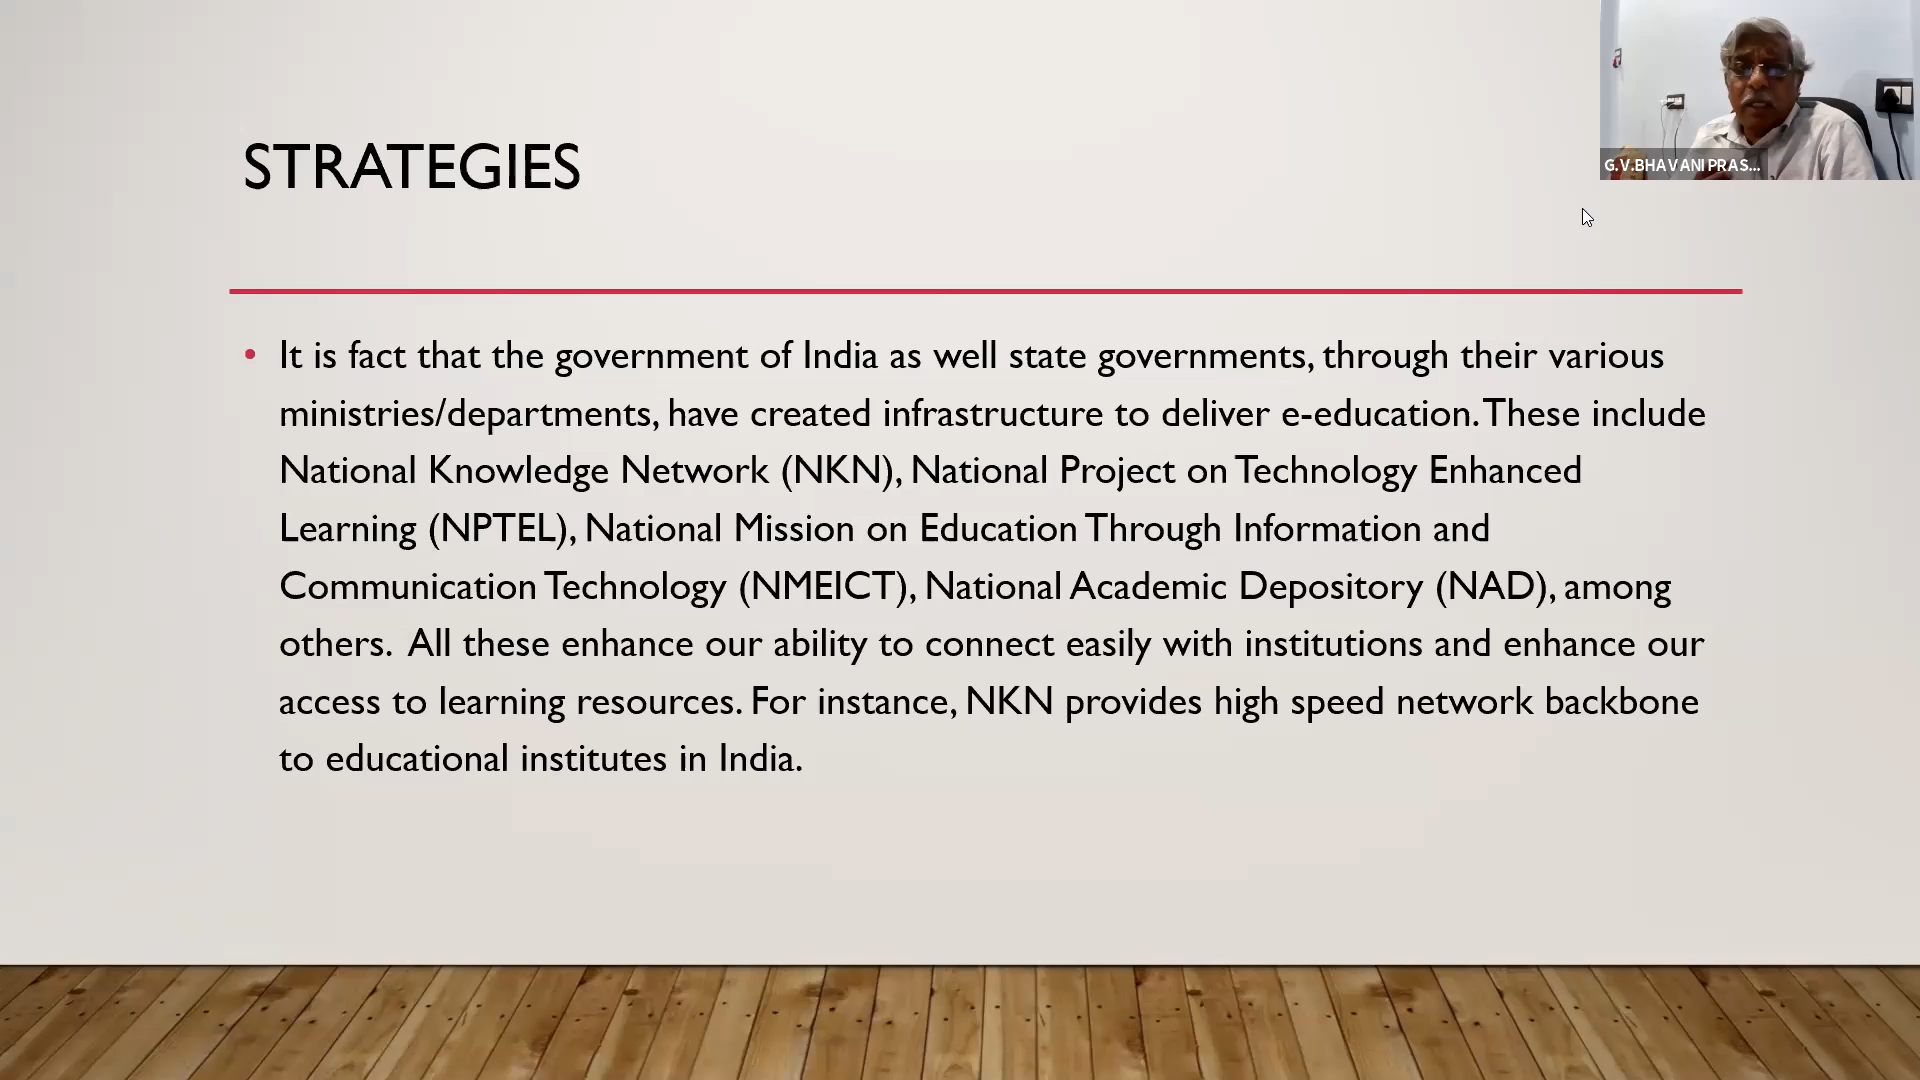 STRATEGIES
G.V.BHAVANI PRAS...
• It is fact that the government of India as well state governments, through their various
ministries/departments, have created infrastructure to deliver e-education. These include
National Knowledge Network (NKN), National Project on Technology Enhanced
Learning (NPTEL), National Mission on Education Through Information and
Communication Technology (NMEICT), National Academic Depository (NAD), among
others.  All these enhance our ability to connect easily with institutions and enhance our
access to learning resources. For instance, NKN provides high speed network backbone
to educational institutes in India.